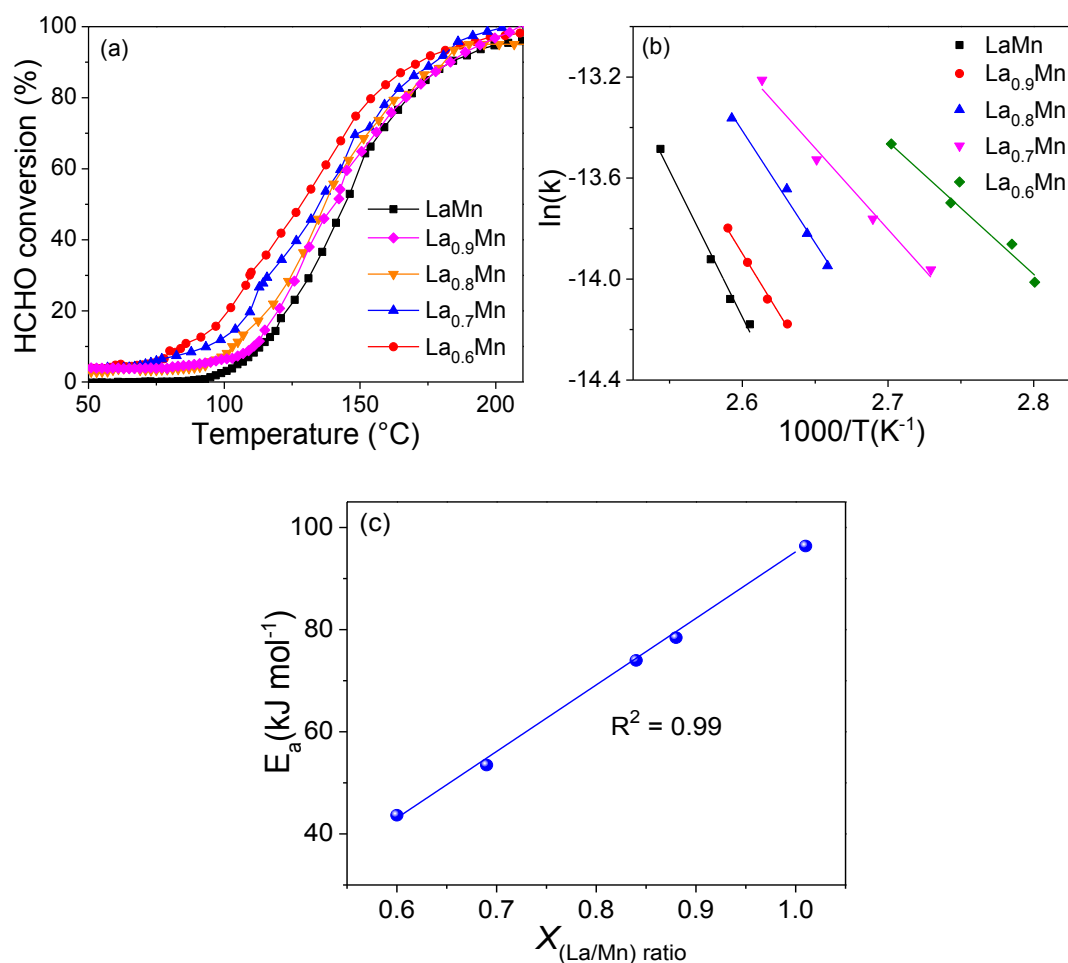 (a)
HCHO conversion (%)
100
80
60
40
20
0
50
100
150
200
Temperature (°C)
LaMn
La0.9Mn
La0.8Mn
La0.7Mn
La0.6Mn
(b)
ln(k)
-13.2
-13.6
-14.0
-14.4
2.6
2.7
2.8
1000/T(K-1)
LaMn
La0.9Mn
La0.8Mn
La0.7Mn
La0.6Mn
(c)
Ea(kJ mol-1)
100
80
60
40
R2 = 0.99
0.6
0.7
0.8
0.9
1.0
X(La/Mn) ratio